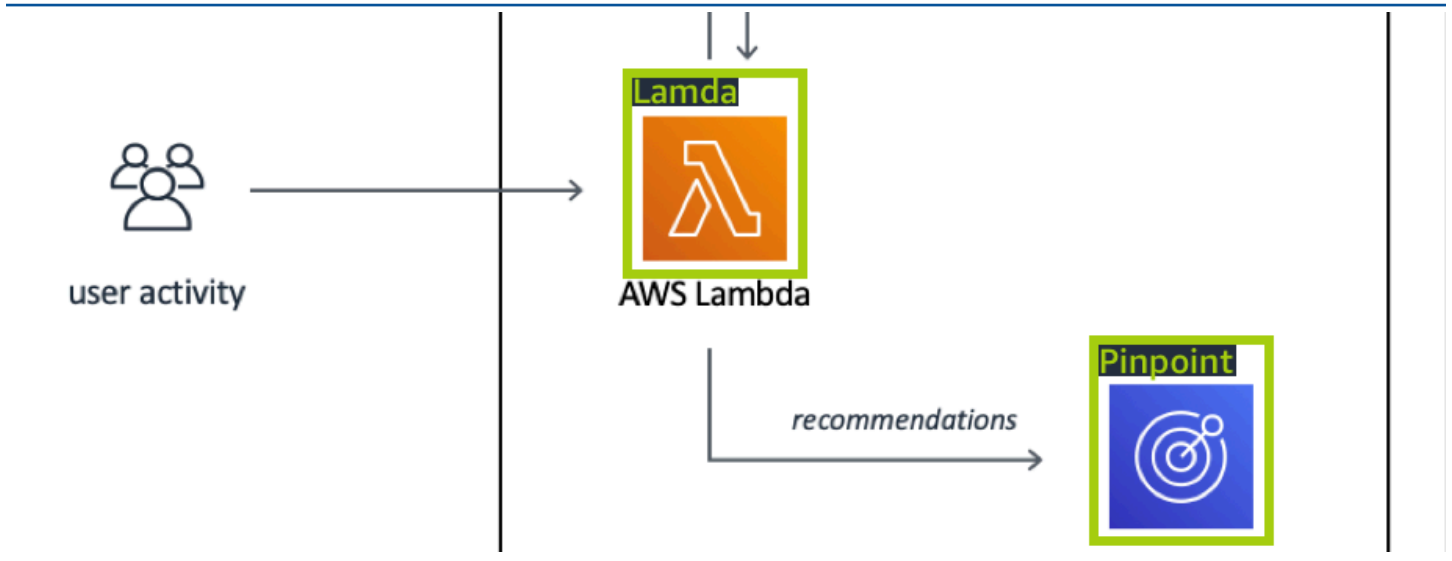 Lamda
user activity
AWS Lambda
Pinpoint
recommendations